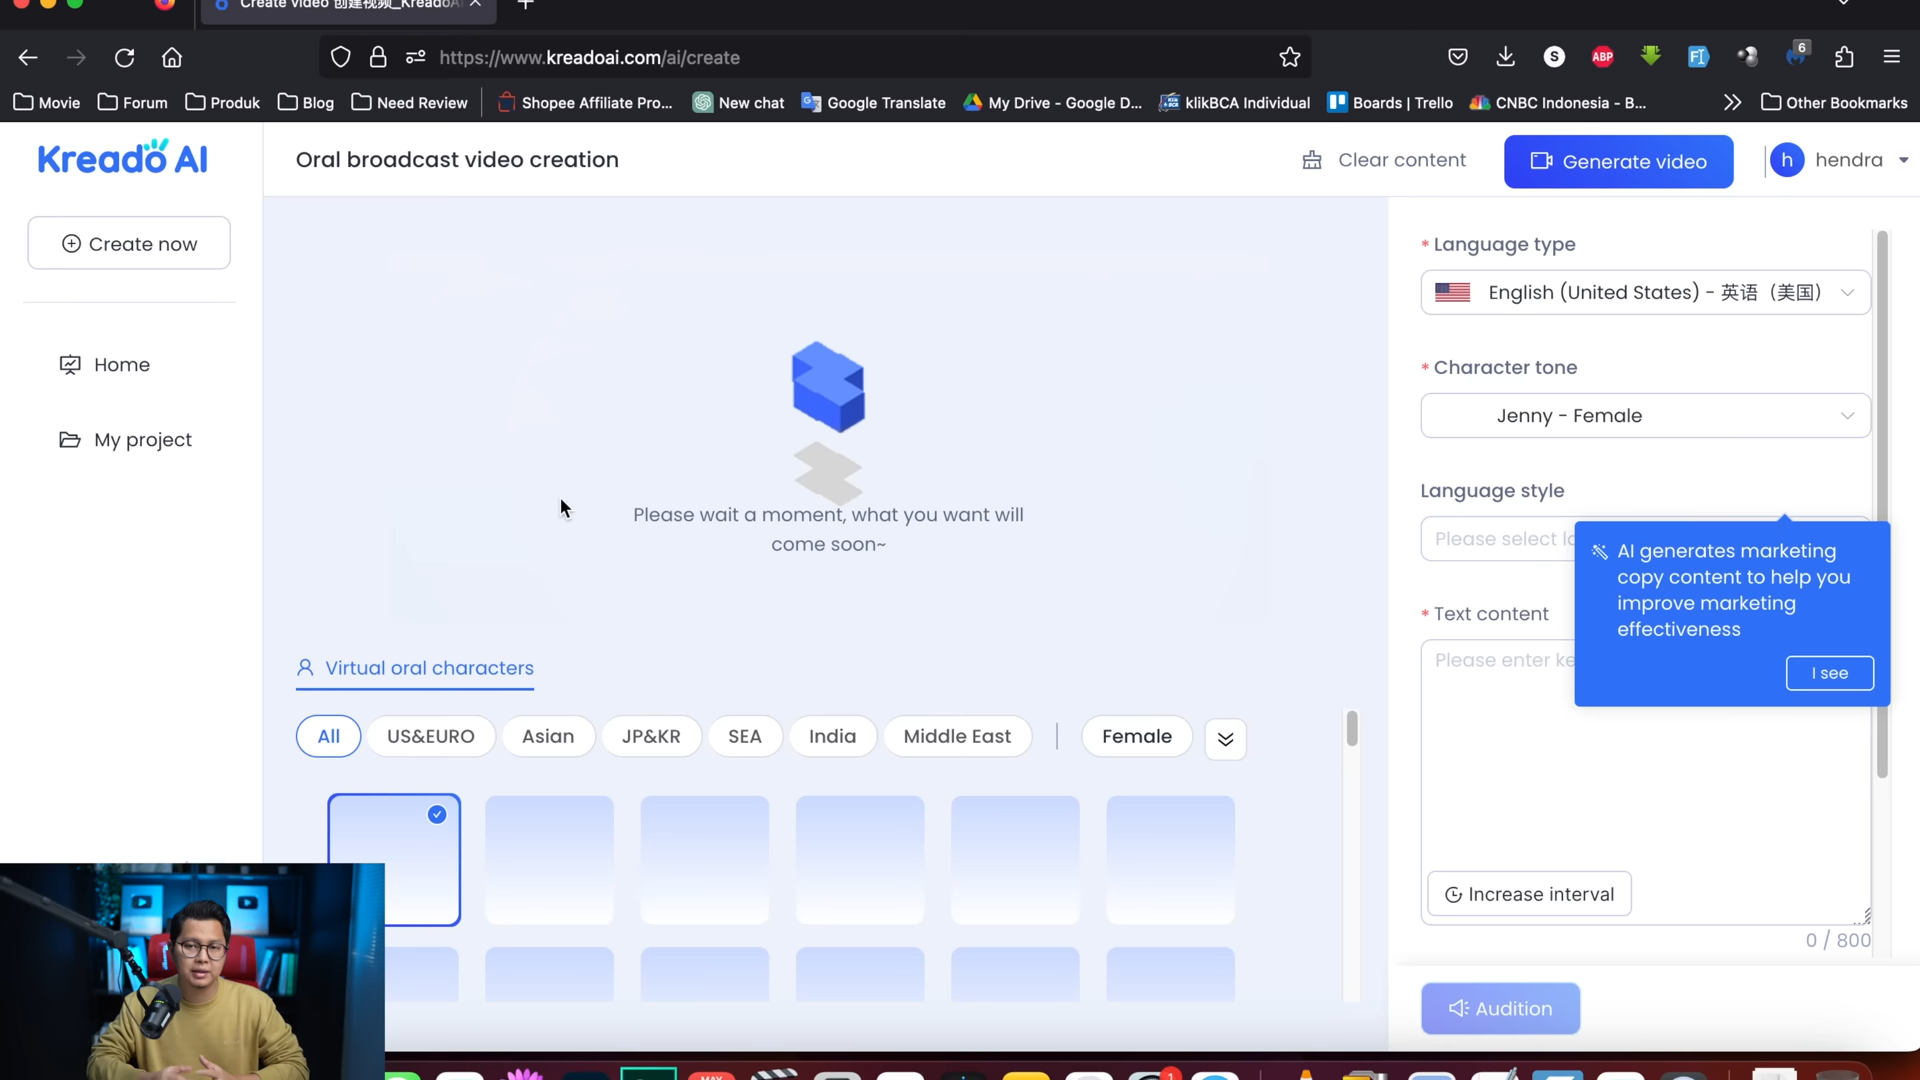 Create video 创建视频_KreadoAI
https://www.kreadoai.com/ai/create
S
ABP
FI
6
Movie
Forum
Produk
Blog
Need Review
Shopee Affiliate Pro...
New chat
Google Translate
My Drive - Google D...
klikBCA Individual
Boards | Trello
CNBC Indonesia - B...
Other Bookmarks
Kreado AI
Oral broadcast video creation
Clear content
Generate video
h
hendra
Create now
Home
My project
Please wait a moment, what you want will
come soon~
Virtual oral characters
All
US&EURO
Asian
JP&KR
SEA
India
Middle East
Female
* Language type
English (United States) - 英语（美国）
* Character tone
Jenny - Female
Language style
Please select
AI generates marketing
copy content to help you
improve marketing
effectiveness
I see
* Text content
Please enter
Increase interval
0 / 800
Audition
MAY
1